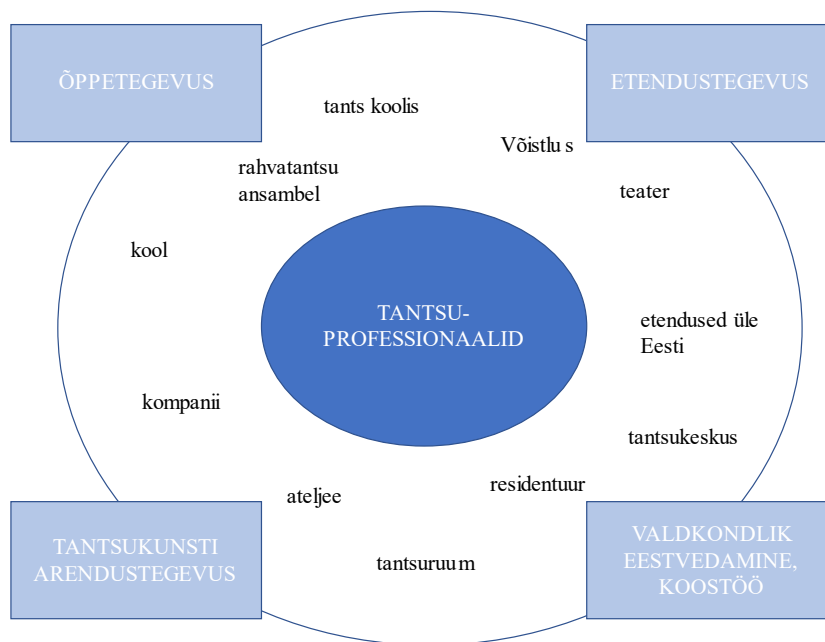 ÕPPETEGEVUS
ETENDUSTEGEVUS
tants koolis
Võistlus
rahvatantsu
ansambel
teater
kool
TANTSU-
PROFESSIONAALID
etendused üle
Eesti
kompanii
tantsukeskus
residentuur
ateljee
TANTSUKUNSTI
ARENDUSTEGEVUS
VALDKONDLIK
EESTVEDAMINE,
KOOSTÖÖ
tantsuruum